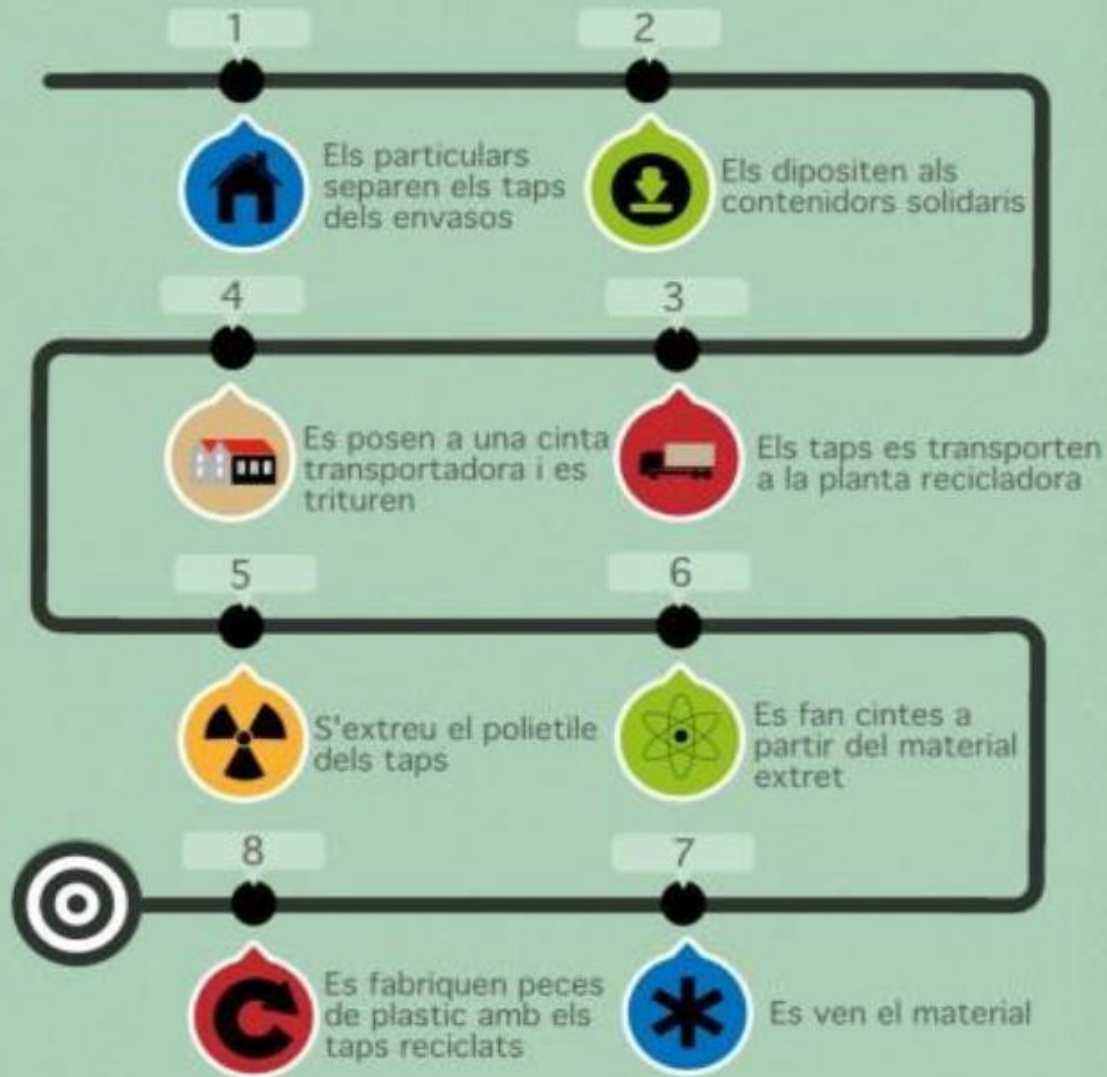 1
Els particulars
separen els taps
dels envasos
2
Els dipositen als
contenidors solidaris
3
Els taps es transporten
a la planta recicladora
4
Es posen a una cinta
transportadora i es
trituren
5
S'extreu el polietile
dels taps
6
Es fan cintes a
partir del material
extret
7
Es ven el material
8
Es fabriquen peces
de plastic amb els
taps reciclats